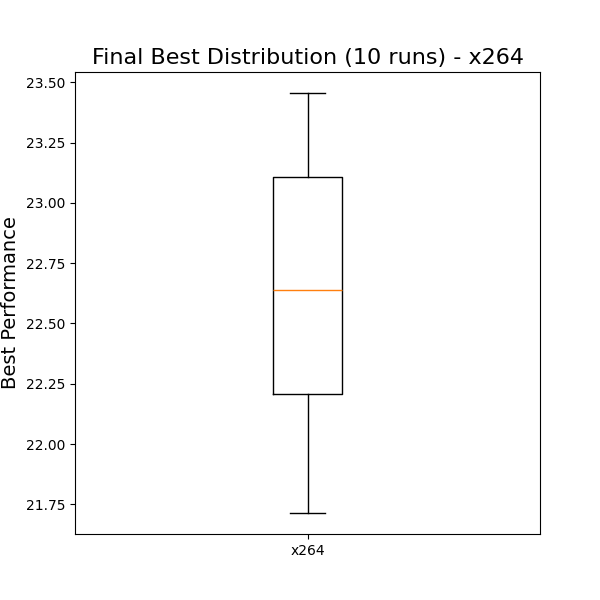 Final Best Distribution (10 runs) - x264
Best Performance
23.50
23.25
23.00
22.75
22.50
22.25
22.00
21.75
x264